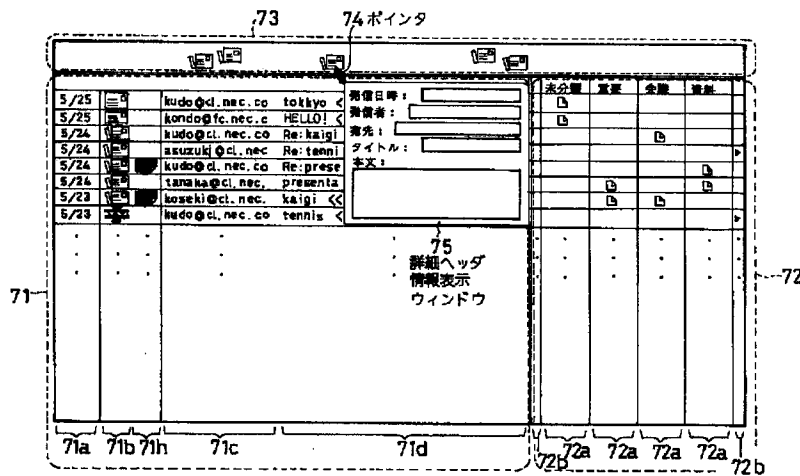 73
74 ポインタ
未分類 重要 会議 資料
5/25 kudo@cl.nec.co tokkyo <
5/25 kondo@fc.nec.c HELLO! <
5/24 kudo@cl.nec.co Re:kaigi
5/24 asuzuki@cl.nec Re:tenni
5/24 kudo@cl.nec.co Re:prese
5/24 tanaka@cl.nec. presenta
5/23 koseki@cl.nec. kaigi <<
5/23 kudo@cl.nec.co tennis <
発信日時:
発信者:
宛先:
タイトル:
本文:
75
詳細ヘッダ
情報表示
ウィンドウ
71
72
71a 71b 71h 71c 71d 72b 72a 72a 72a 72a 72b